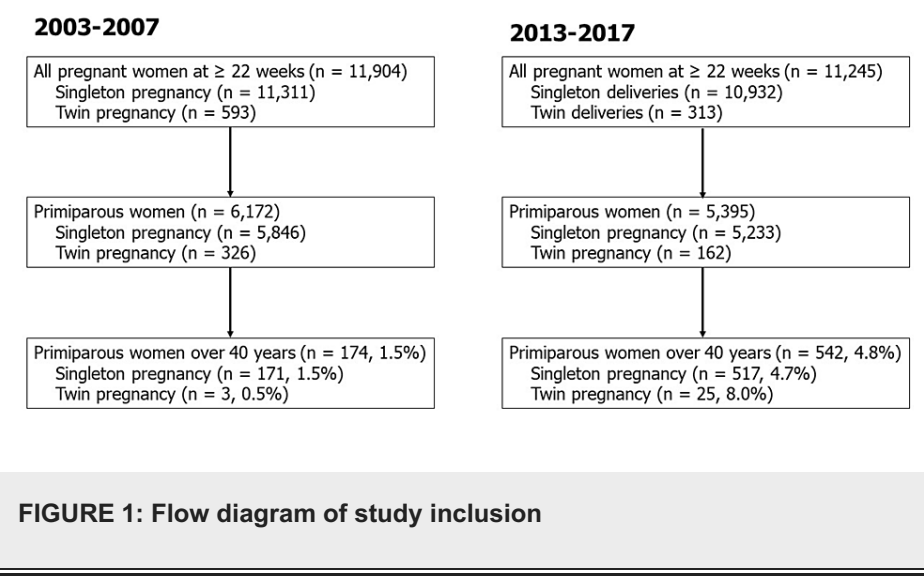 2003-2007
All pregnant women at ≥ 22 weeks (n = 11,904)
Singleton pregnancy (n = 11,311)
Twin pregnancy (n = 593)
Primiparous women (n = 6,172)
Singleton pregnancy (n = 5,846)
Twin pregnancy (n = 326)
Primiparous women over 40 years (n = 174, 1.5%)
Singleton pregnancy (n = 171, 1.5%)
Twin pregnancy (n = 3, 0.5%)
2013-2017
All pregnant women at ≥ 22 weeks (n = 11,245)
Singleton deliveries (n = 10,932)
Twin deliveries (n = 313)
Primiparous women (n = 5,395)
Singleton pregnancy (n = 5,233)
Twin pregnancy (n = 162)
Primiparous women over 40 years (n = 542, 4.8%)
Singleton pregnancy (n = 517, 4.7%)
Twin pregnancy (n = 25, 8.0%)
FIGURE 1: Flow diagram of study inclusion